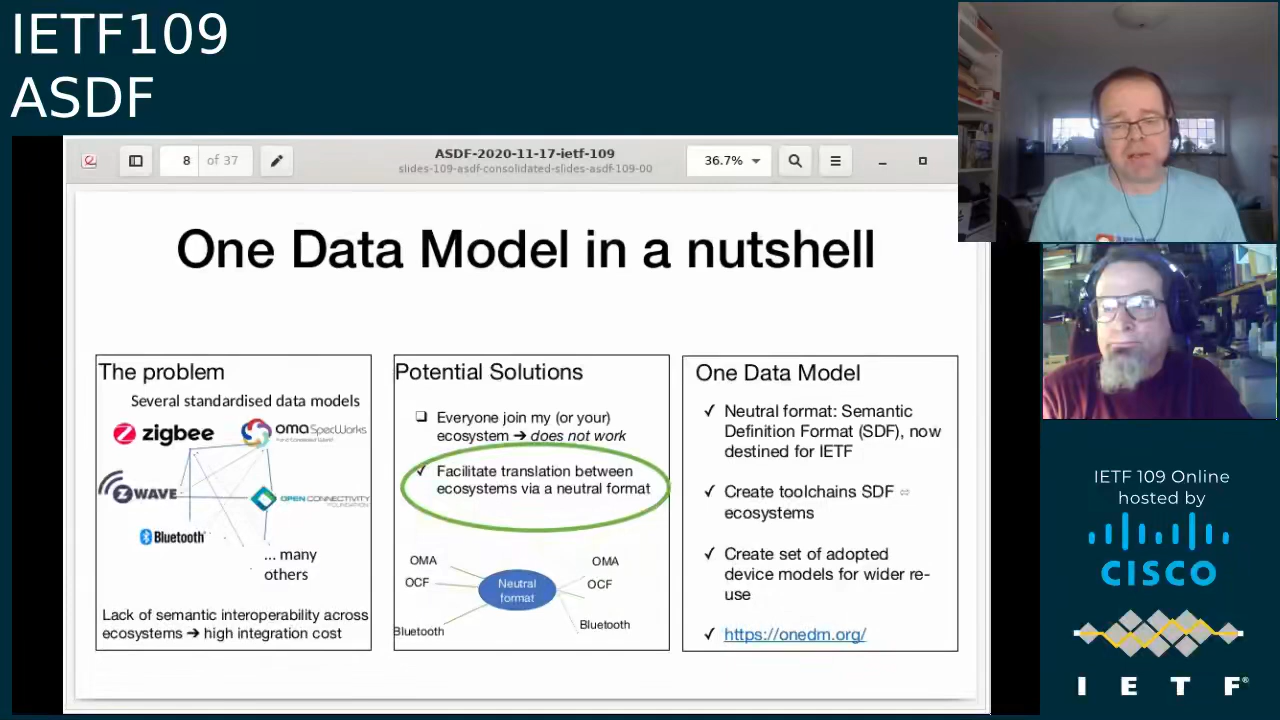 IETF109
ASDF
8 of 37
ASDF-2020-11-17-ietf-109
slides-109-asdf-consolidated-slides-asdf-109-00
36.7%
One Data Model in a nutshell
The problem
Several standardised data models
zigbee
oma SpecWorks
Z WAVE
OPEN CONNECTIVITY
FOUNDATION
Bluetooth
... many
others
Lack of semantic interoperability across
ecosystems ➔ high integration cost
Potential Solutions
❑ Everyone join my (or your)
ecosystem ➔ does not work
✓ Facilitate translation between
ecosystems via a neutral format
OMA
OCF
Bluetooth
Neutral
format
OMA
OCF
Bluetooth
One Data Model
✓ Neutral format: Semantic
Definition Format (SDF), now
destined for IETF
✓ Create toolchains SDF ⇔
ecosystems
✓ Create set of adopted
device models for wider re-
use
✓ https://onedm.org/
IETF 109 Online
hosted by
CISCO
I E T F®